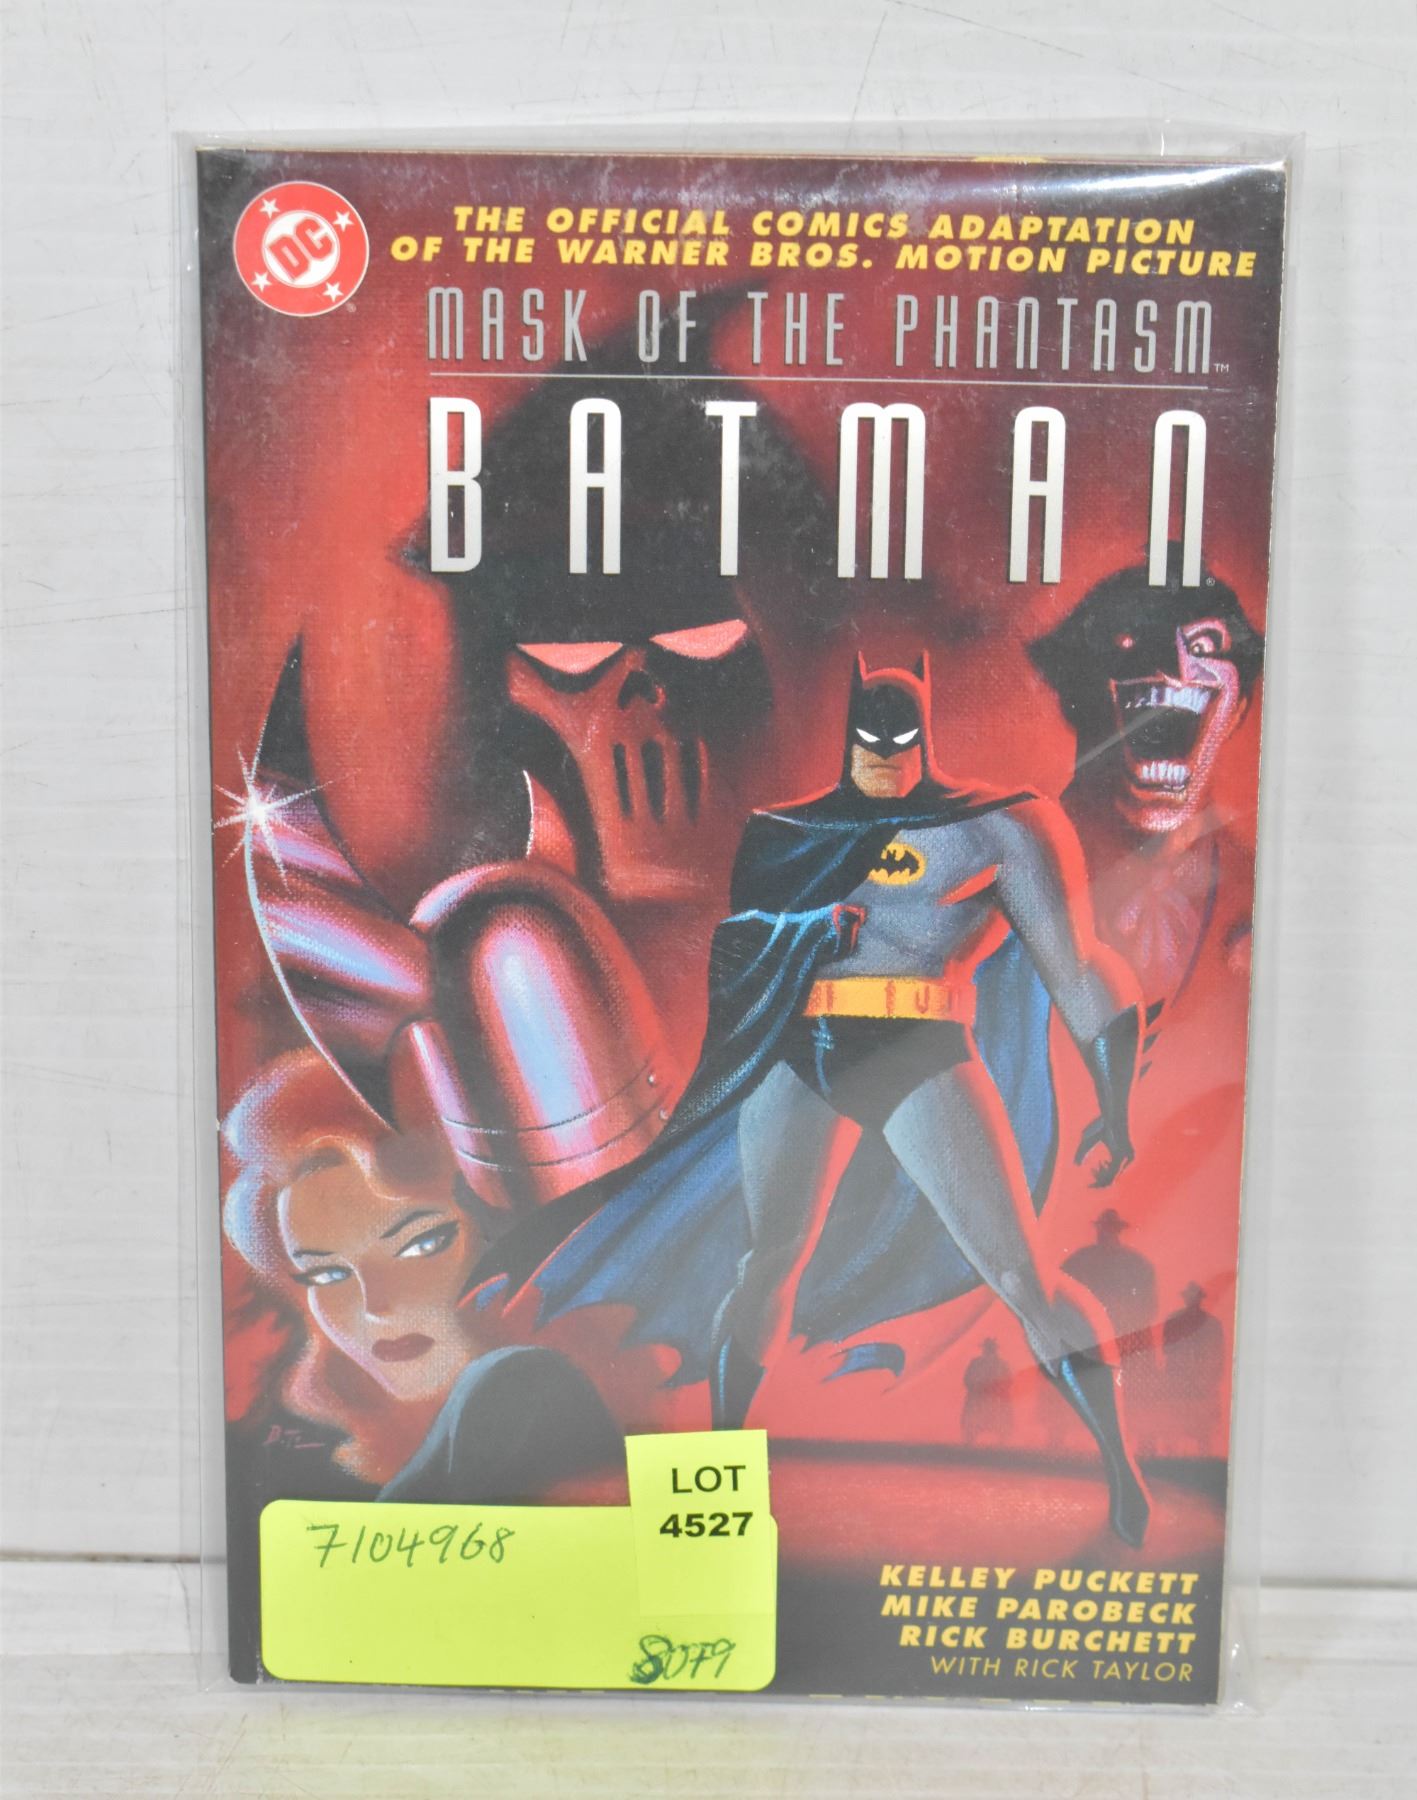 DC
®
THE OFFICIAL COMICS ADAPTATION
OF THE WARNER BROS. MOTION PICTURE
MASK OF THE PHANTASM™
BATMAN®
LOT
4527
7104968
KELLEY PUCKETT
MIKE PAROBECK
RICK BURCHETT
WITH RICK TAYLOR